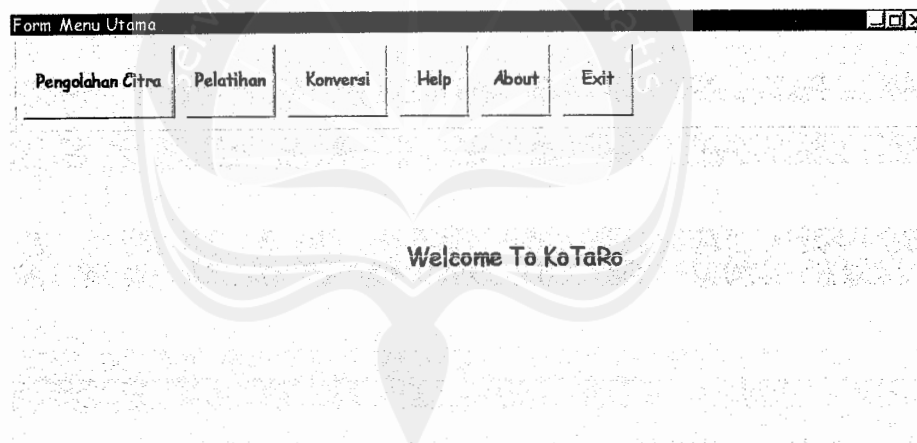 Form Menu Utama
Pengolahan Citra Pelatihan Konversi Help About Exit
Welcome To KoTaRo